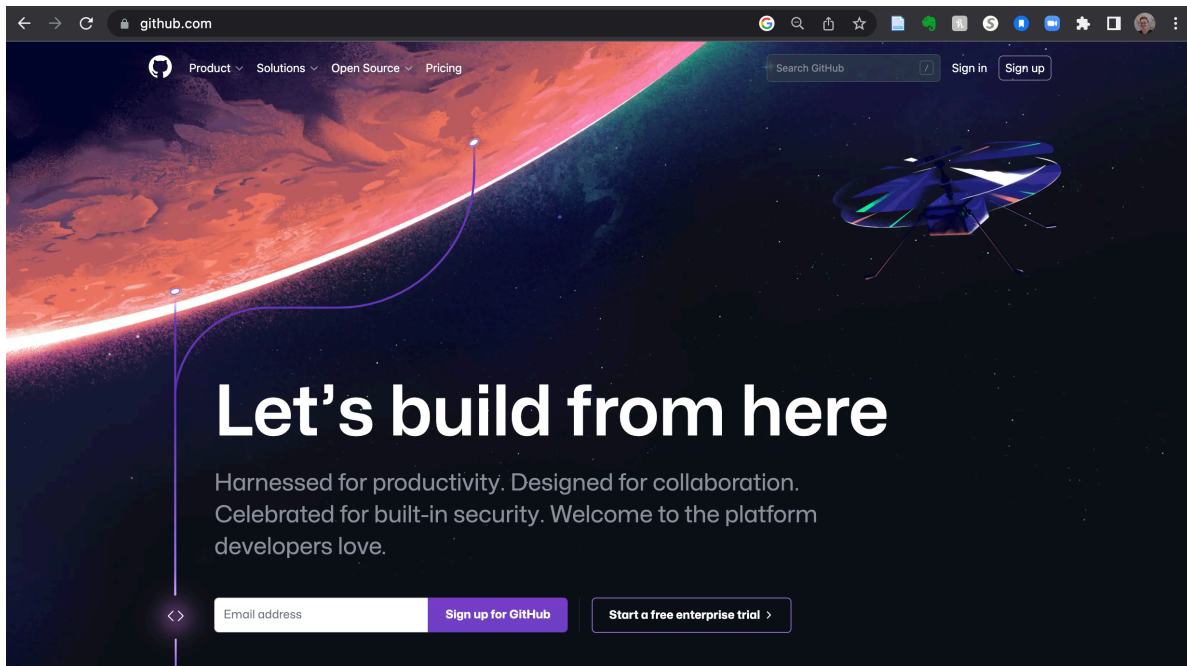 github.com
Product Solutions Open Source Pricing Search GitHub / Sign in Sign up
Let’s build from here
Harnessed for productivity. Designed for collaboration.
Celebrated for built-in security. Welcome to the platform
developers love.
<> Email address Sign up for GitHub Start a free enterprise trial >